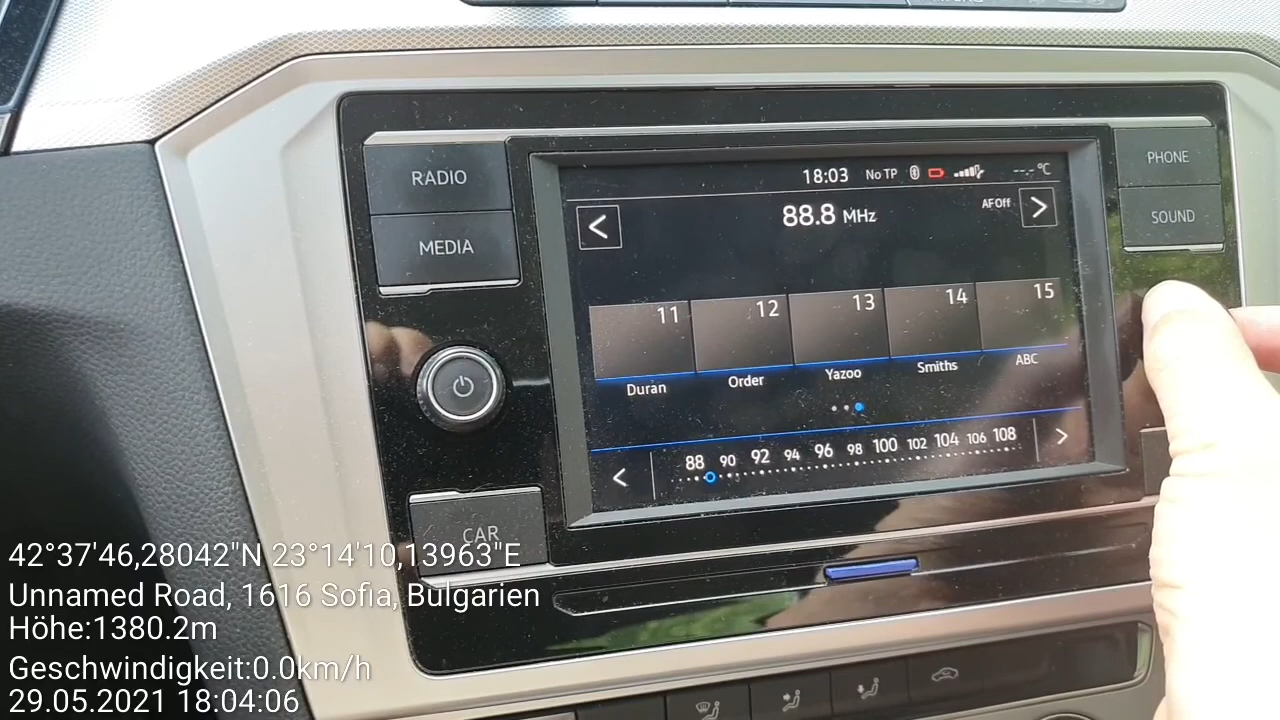 RADIO
MEDIA
CAR
PHONE
SOUND
18:03 No TP --.- °C
88.8 MHz
AF Off
< >
11 12 13 14 15
Duran Order Yazoo Smiths ABC
< 88 90 92 94 96 98 100 102 104 106 108 >
42°37'46,28042"N 23°14'10,13963"E
Unnamed Road, 1616 Sofia, Bulgarien
Höhe:1380.2m
Geschwindigkeit:0.0km/h
29.05.2021 18:04:06